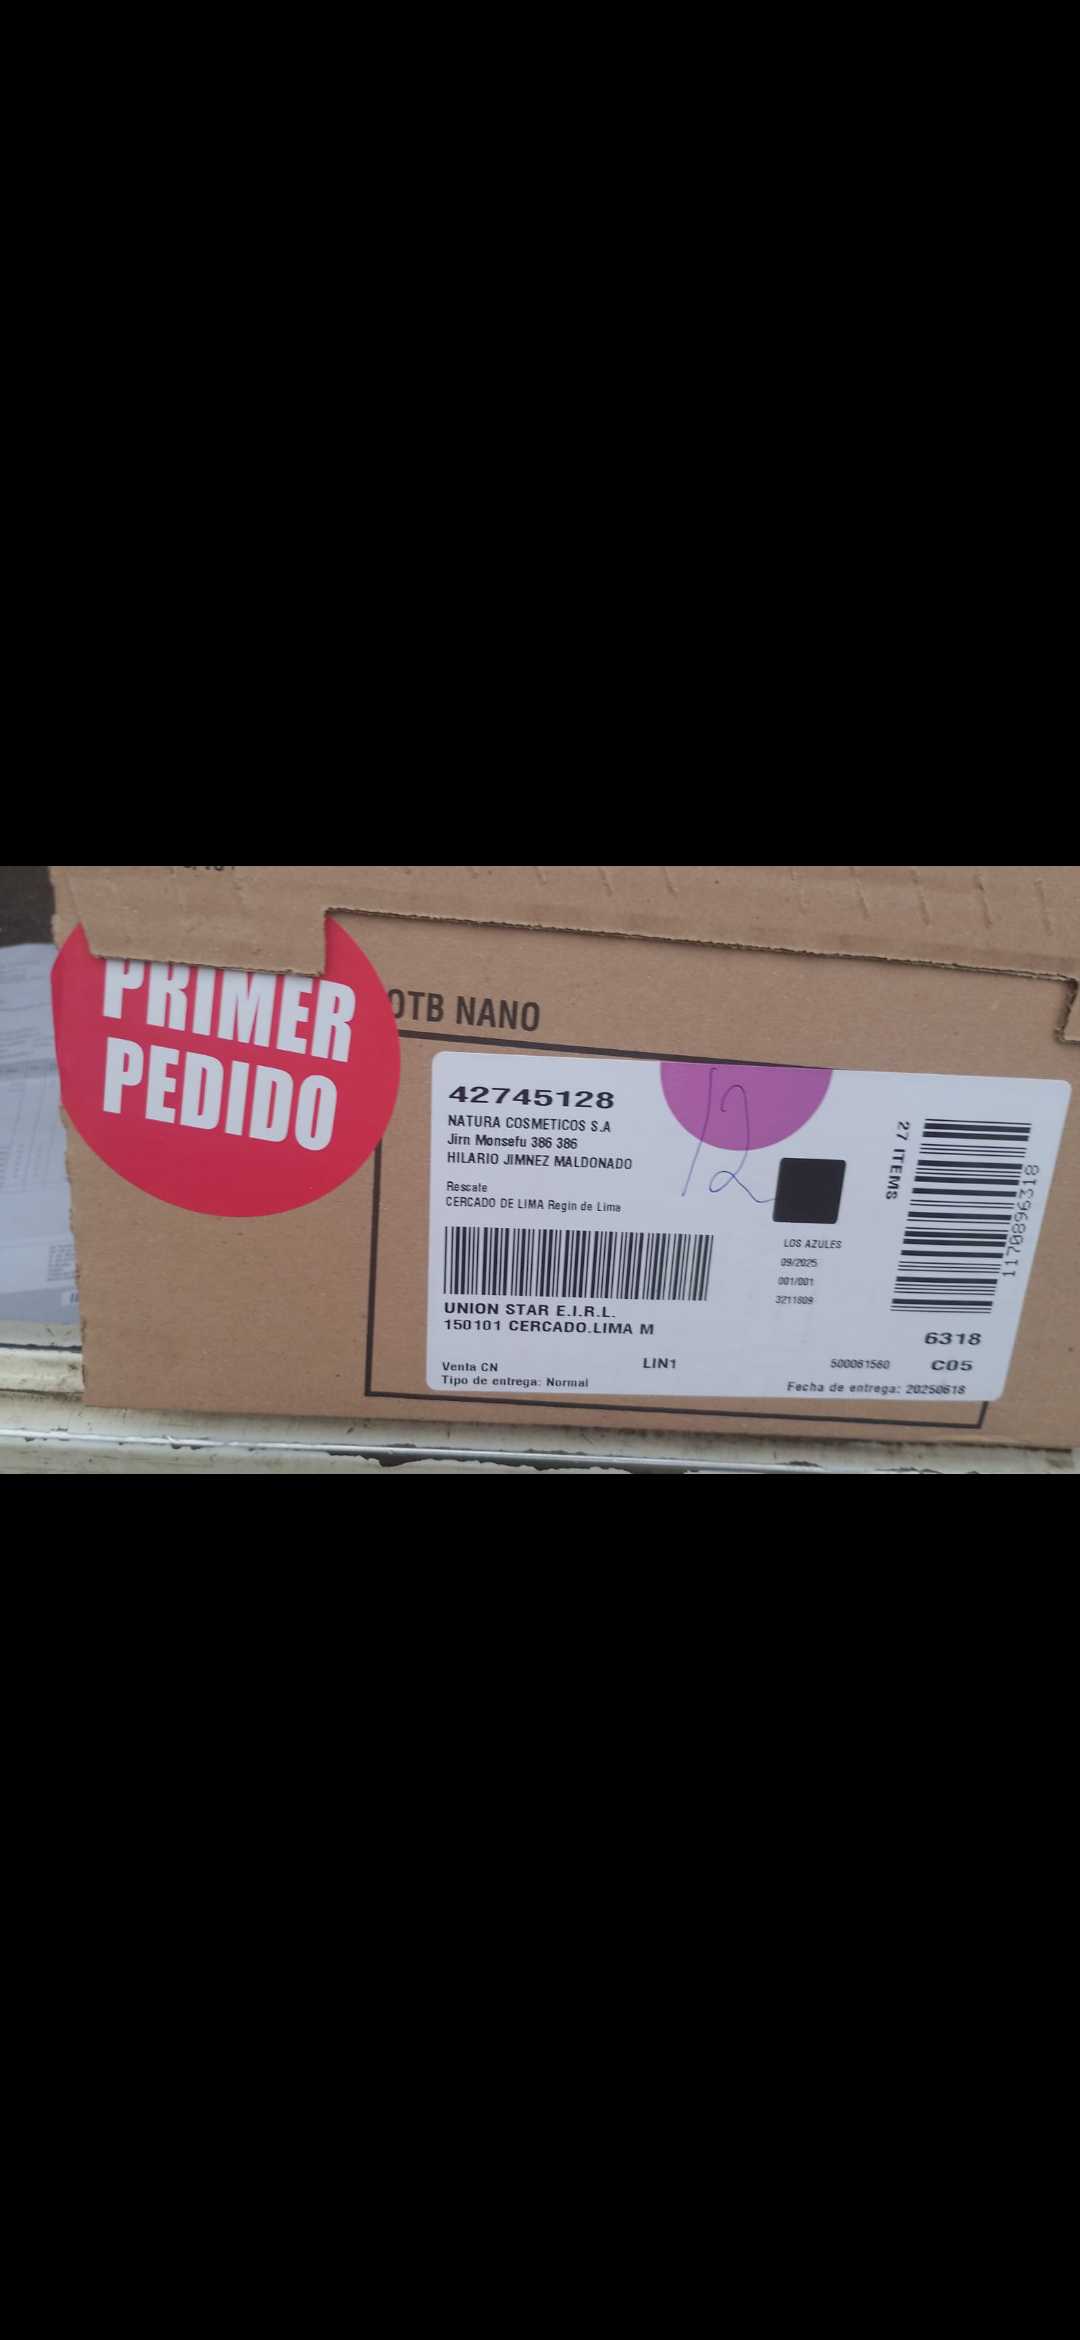 PRIMER
PEDIDO
OTB NANO
42745128
NATURA COSMETICOS S.A
Jirn Monsefu 386 386
HILARIO JIMNEZ MALDONADO
Rescate
CERCADO DE LIMA Regin de Lima
12
27 ITEMS
1170896318
LOS AZULES
09/2025
001/001
3211809
UNION STAR E.I.R.L.
150101 CERCADO.LIMA M
6318
Venta CN
LIN1
500061560
C05
Tipo de entrega: Normal
Fecha de entrega: 20250618